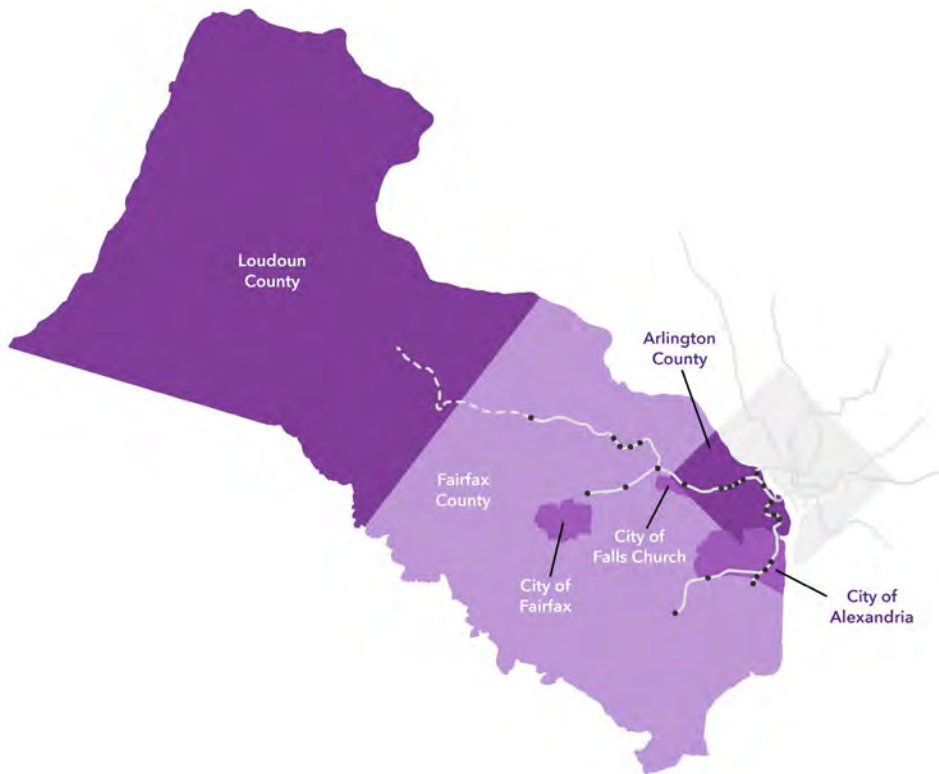 Loudoun
County
Arlington
County
Fairfax
County
City of
Falls Church
City of
Fairfax
City of
Alexandria